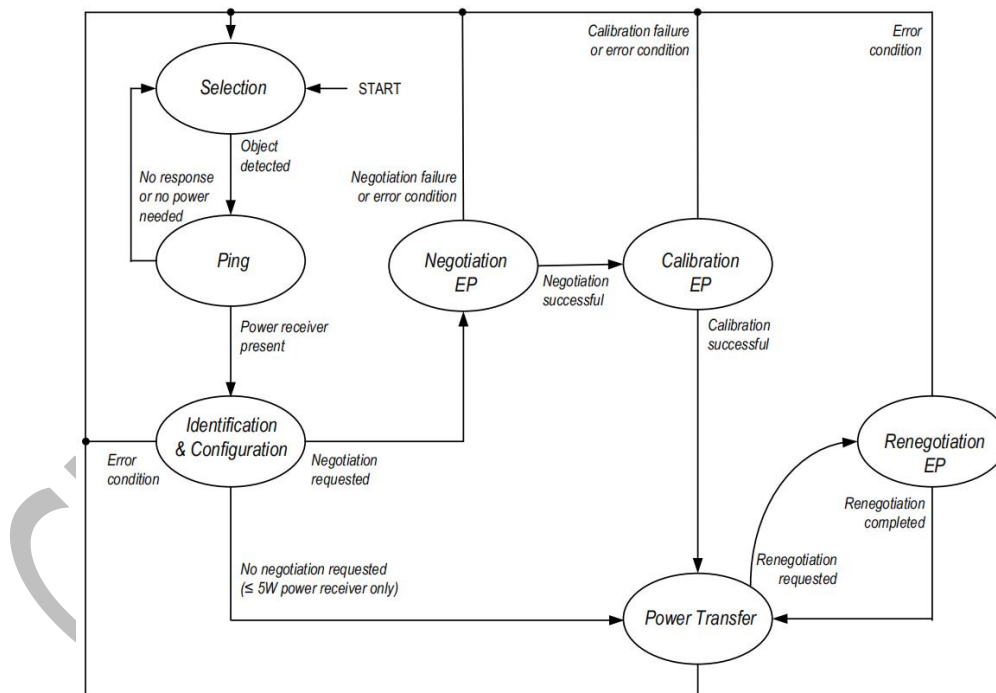 Calibration failure
or error condition
Error
condition
Selection
START
Object
detected
No response
or no power
needed
Negotiation failure
or error condition
Ping
Negotiation
EP
Negotiation
successful
Calibration
EP
Power receiver
present
Calibration
successful
Identification
& Configuration
Error
condition
Negotiation
requested
Renegotiation
EP
Renegotiation
completed
No negotiation requested
(≤ 5W power receiver only)
Renegotiation
requested
Power Transfer